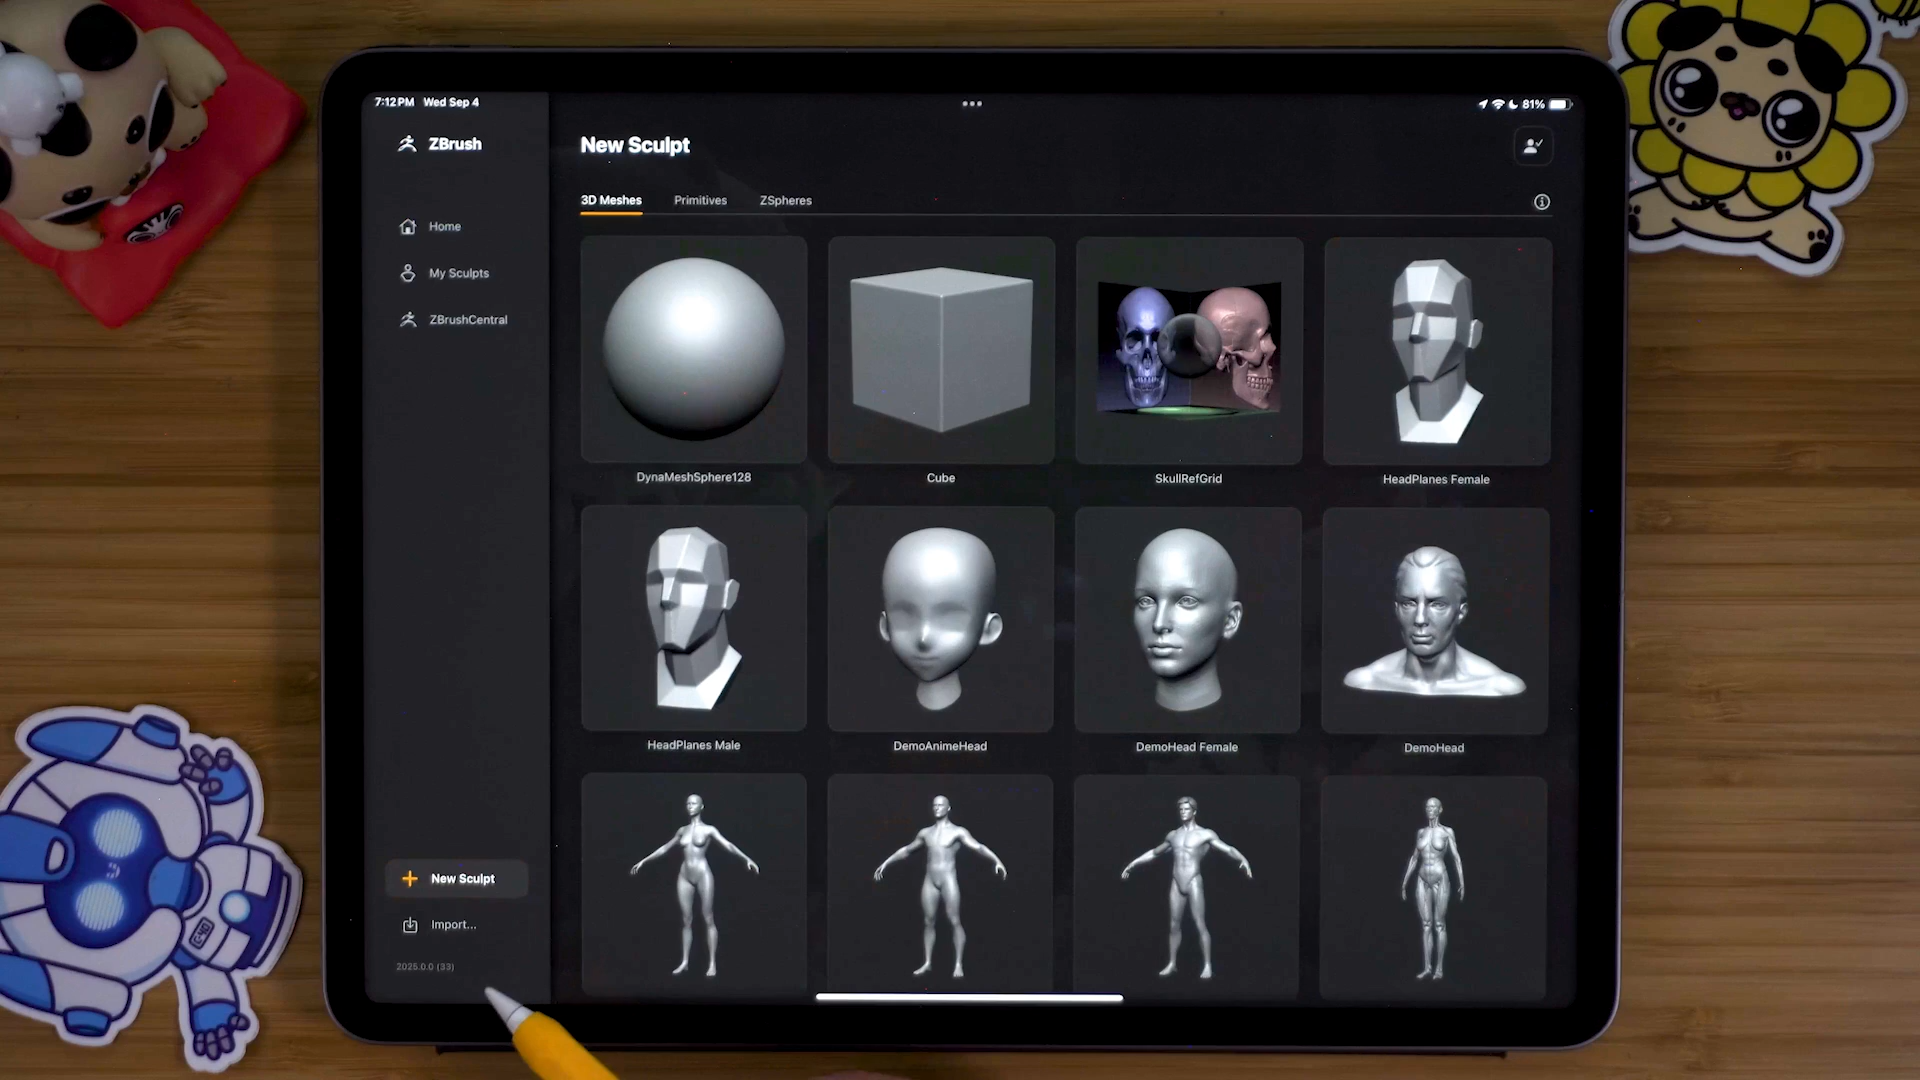 7:12 PM Wed Sep 4
81%
ZBrush
New Sculpt
Home
My Sculpts
ZBrushCentral
3D Meshes
Primitives
ZSpheres
DynaMeshSphere128
Cube
SkullRefGrid
HeadPlanes Female
HeadPlanes Male
DemoAnimeHead
DemoHead Female
DemoHead
New Sculpt
Import...
2025.0.0 (33)